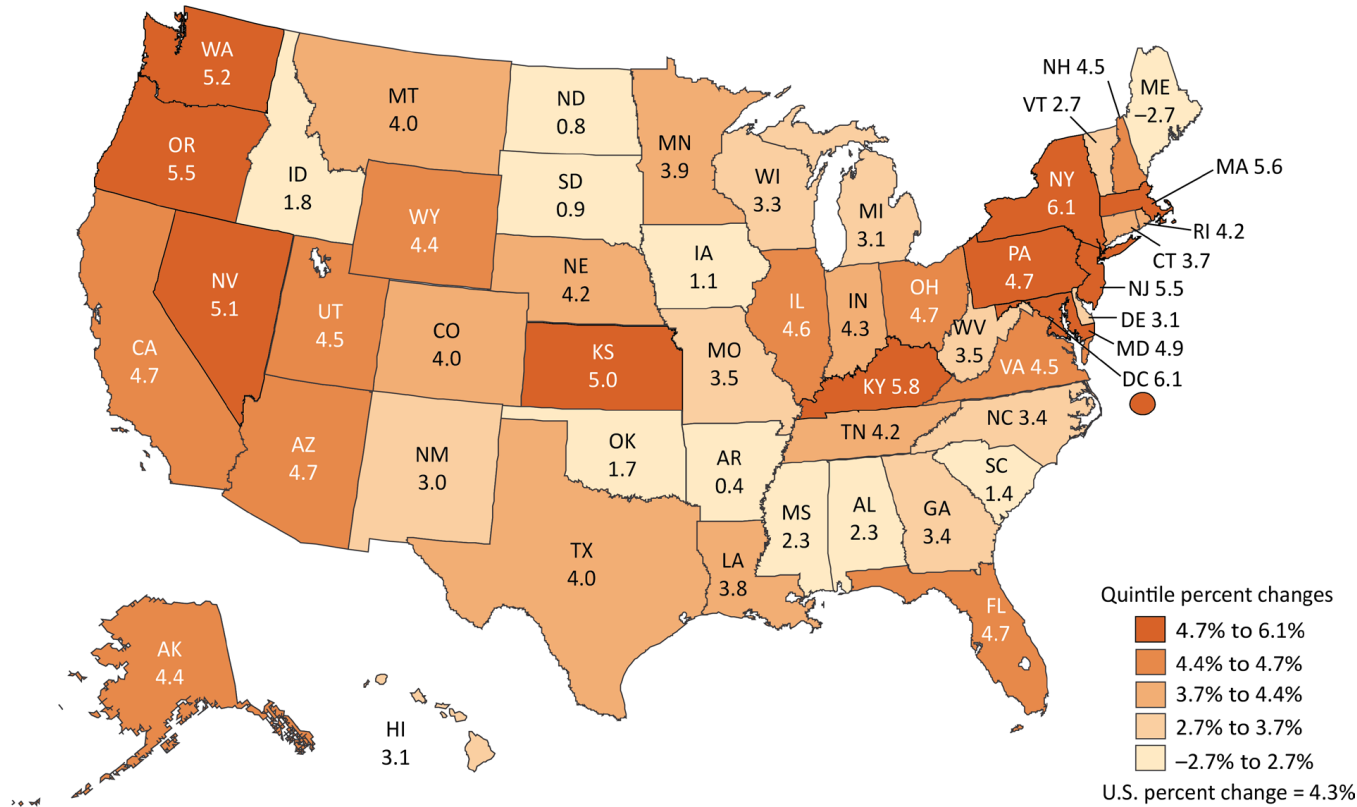 WA
5.2
MT
4.0
ND
0.8
MN
3.9
NH 4.5
VT 2.7
ME
–2.7
OR
5.5
ID
1.8
SD
0.9
WI
3.3
MI
3.1
NY
6.1
MA 5.6
WY
4.4
RI 4.2
CT 3.7
NV
5.1
UT
4.5
NE
4.2
IA
1.1
PA
4.7
NJ 5.5
CA
4.7
CO
4.0
KS
5.0
MO
3.5
IL
4.6
IN
4.3
OH
4.7
WV
3.5
DE 3.1
MD 4.9
DC 6.1
VA 4.5
KY 5.8
AZ
4.7
NM
3.0
OK
1.7
AR
0.4
TN 4.2
NC 3.4
SC
1.4
TX
4.0
LA
3.8
MS
2.3
AL
2.3
GA
3.4
FL
4.7
AK
4.4
HI
3.1
Quintile percent changes
4.7% to 6.1%
4.4% to 4.7%
3.7% to 4.4%
2.7% to 3.7%
–2.7% to 2.7%
U.S. percent change = 4.3%